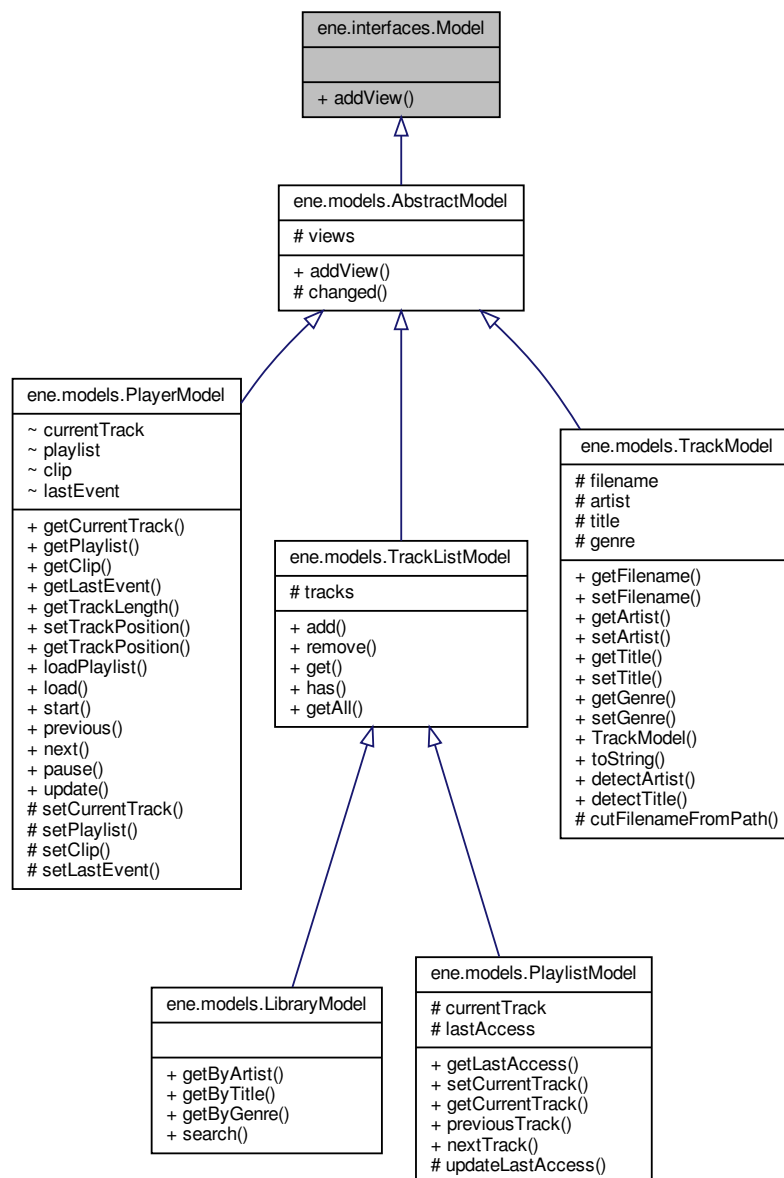 ene.interfaces.Model
+ addView()
ene.models.AbstractModel
# views
+ addView()
# changed()
ene.models.PlayerModel
~ currentTrack
~ playlist
~ clip
~ lastEvent
+ getCurrentTrack()
+ getPlaylist()
+ getClip()
+ getLastEvent()
+ getTrackLength()
+ setTrackPosition()
+ getTrackPosition()
+ loadPlaylist()
+ load()
+ start()
+ previous()
+ next()
+ pause()
+ update()
# setCurrentTrack()
# setPlaylist()
# setClip()
# setLastEvent()
ene.models.TrackListModel
# tracks
+ add()
+ remove()
+ get()
+ has()
+ getAll()
ene.models.TrackModel
# filename
# artist
# title
# genre
+ getFilename()
+ setFilename()
+ getArtist()
+ setArtist()
+ getTitle()
+ setTitle()
+ getGenre()
+ setGenre()
+ TrackModel()
+ toString()
+ detectArtist()
+ detectTitle()
# cutFilenameFromPath()
ene.models.LibraryModel
+ getByArtist()
+ getByTitle()
+ getByGenre()
+ search()
ene.models.PlaylistModel
# currentTrack
# lastAccess
+ getLastAccess()
+ setCurrentTrack()
+ getCurrentTrack()
+ previousTrack()
+ nextTrack()
# updateLastAccess()